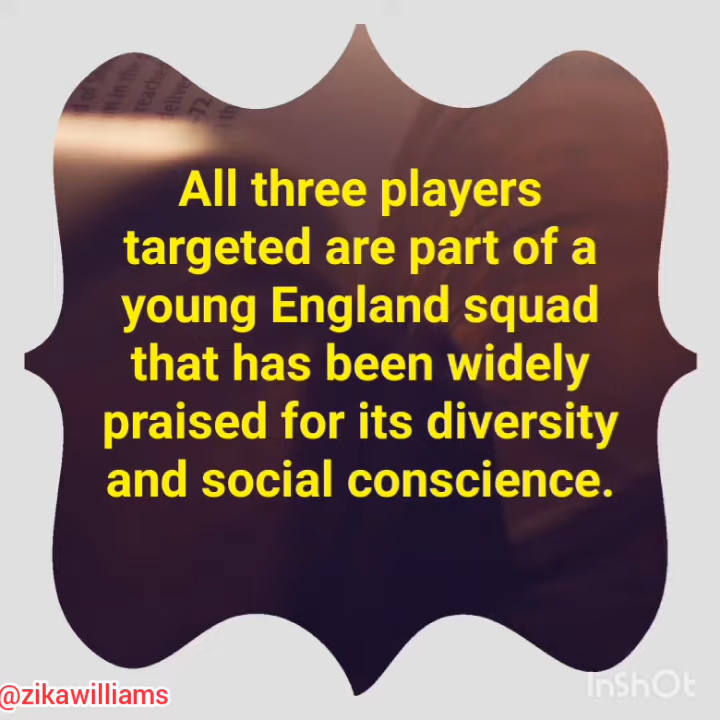 All three players
targeted are part of a
young England squad
that has been widely
praised for its diversity
and social conscience.
InShOt
@zikawilliams